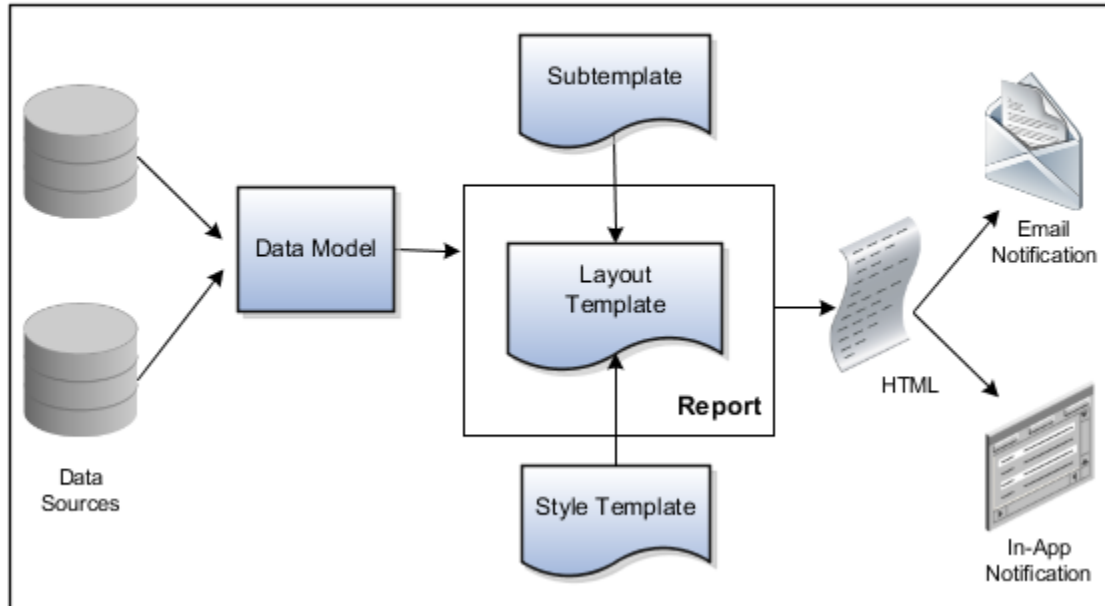 Subtemplate
Data Model
Layout
Template
Report
Style Template
Data
Sources
HTML
Email
Notification
In-App
Notification